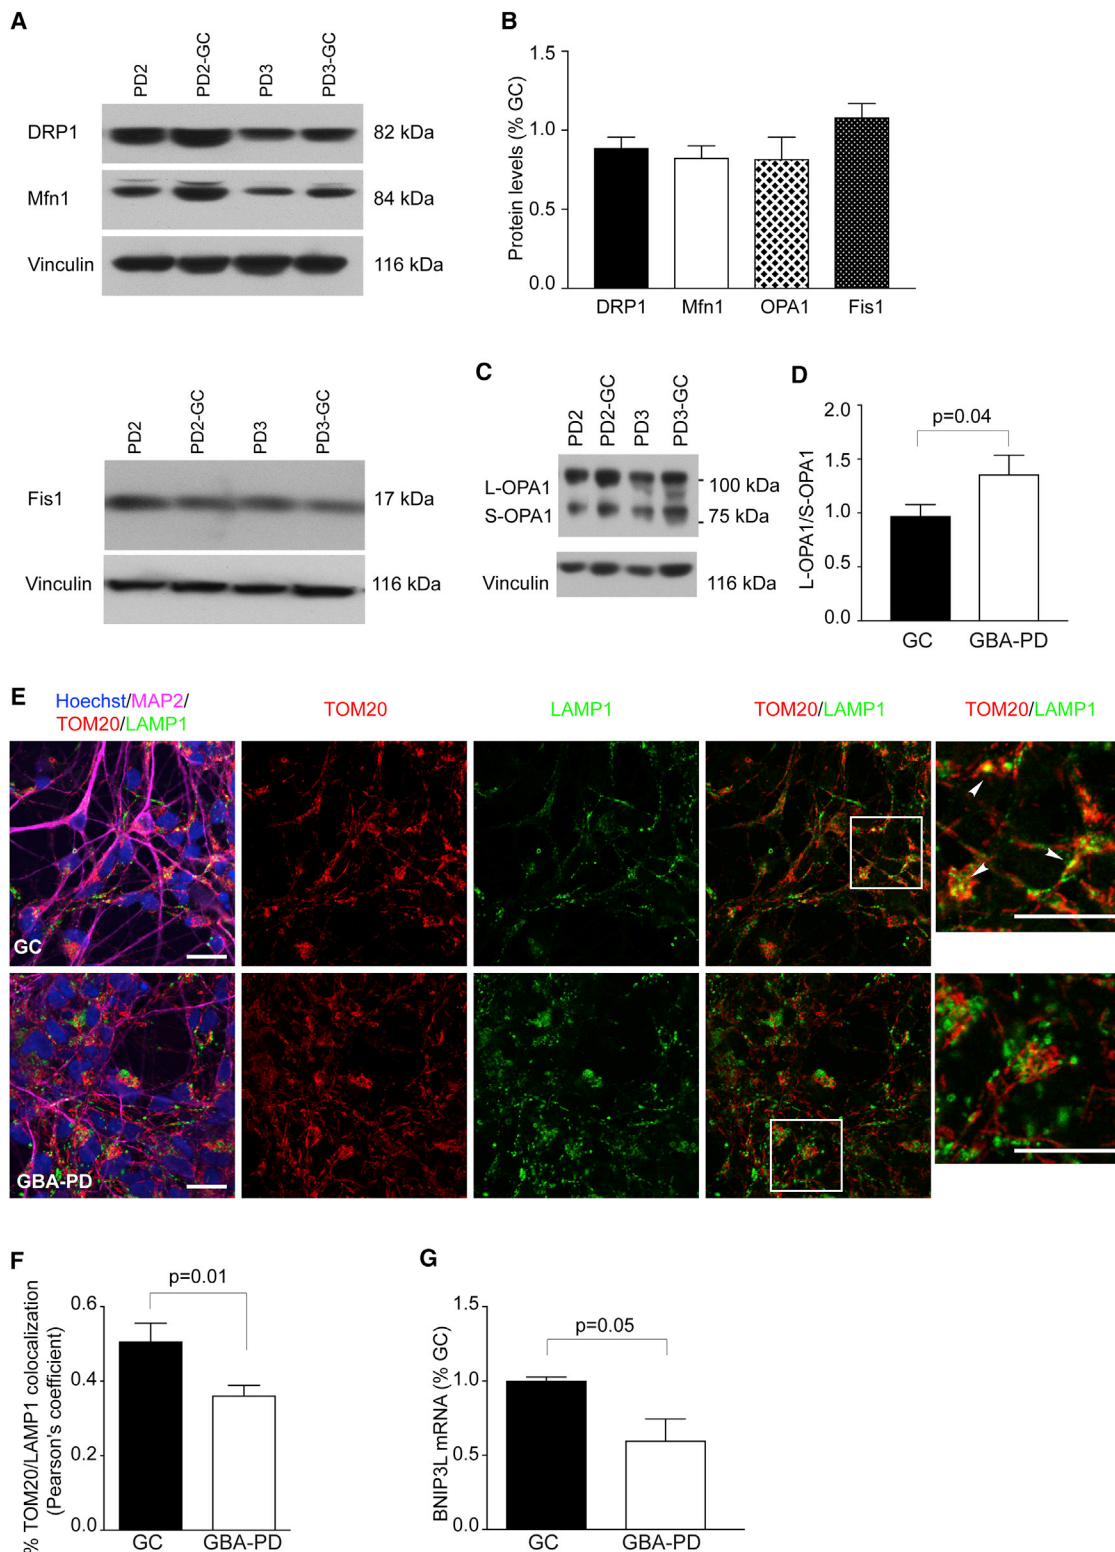 A
PD2
PD2-GC
PD3
PD3-GC
DRP1
82 kDa
Mfn1
84 kDa
Vinculin
116 kDa
B
Protein levels (% GC)
1.5
1.0
0.5
0.0
DRP1
Mfn1
OPA1
Fis1
PD2
PD2-GC
PD3
PD3-GC
Fis1
17 kDa
Vinculin
116 kDa
C
PD2
PD2-GC
PD3
PD3-GC
L-OPA1
100 kDa
S-OPA1
75 kDa
Vinculin
116 kDa
D
L-OPA1/S-OPA1
2.0
1.5
1.0
0.5
0.0
p=0.04
GC
GBA-PD
E
Hoechst/MAP2/
TOM20/LAMP1
TOM20
LAMP1
TOM20/LAMP1
TOM20/LAMP1
GC
GBA-PD
F
% TOM20/LAMP1 colocalization
(Pearson's coefficient)
0.6
0.4
0.2
0.0
p=0.01
GC
GBA-PD
G
BNIP3L mRNA (% GC)
1.5
1.0
0.5
0.0
p=0.05
GC
GBA-PD